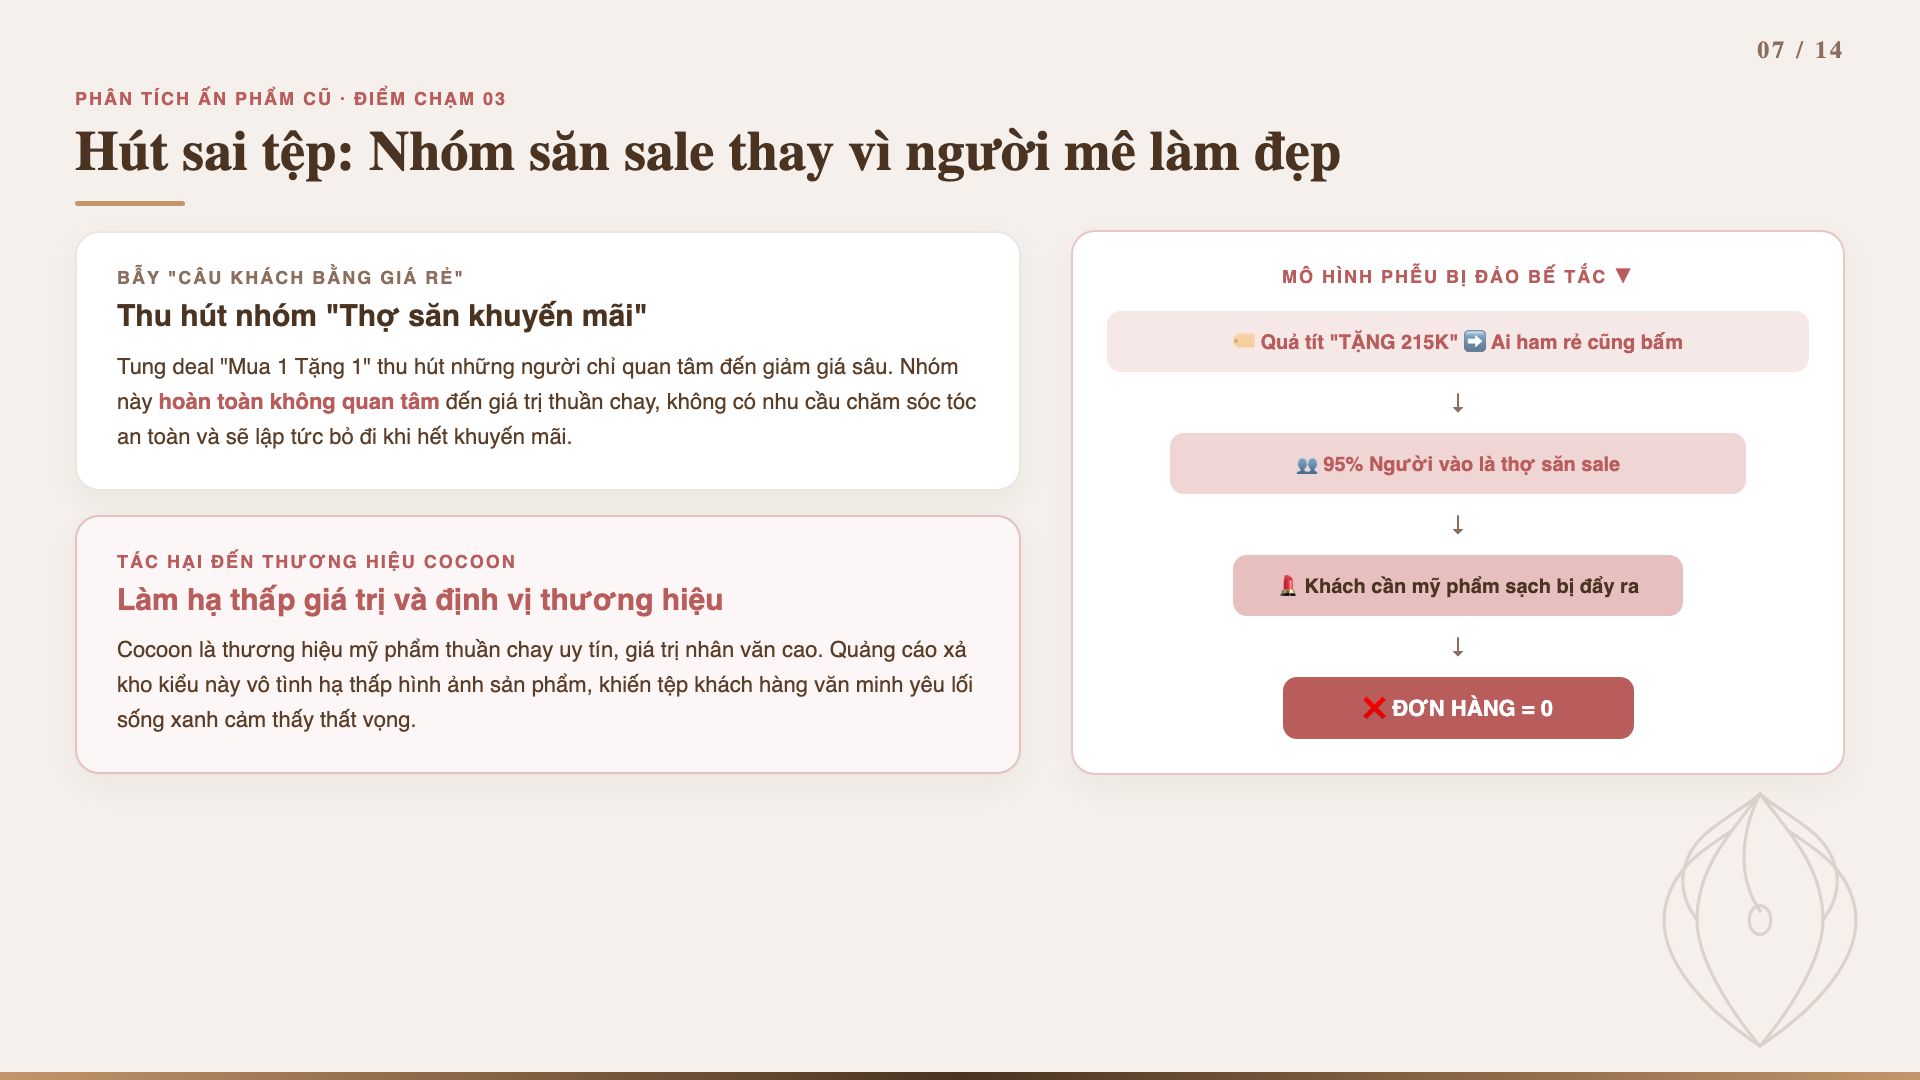 07 / 14
PHÂN TÍCH ẤN PHẨM CŨ · ĐIỂM CHẠM 03
Hút sai tệp: Nhóm săn sale thay vì người mê làm đẹp
BẪY "CÂU KHÁCH BẰNG GIÁ RẺ"
Thu hút nhóm "Thợ săn khuyến mãi"
Tung deal "Mua 1 Tặng 1" thu hút những người chỉ quan tâm đến giảm giá sâu. Nhóm
này hoàn toàn không quan tâm đến giá trị thuần chay, không có nhu cầu chăm sóc tóc
an toàn và sẽ lập tức bỏ đi khi hết khuyến mãi.
TÁC HẠI ĐẾN THƯƠNG HIỆU COCOON
Làm hạ thấp giá trị và định vị thương hiệu
Cocoon là thương hiệu mỹ phẩm thuần chay uy tín, giá trị nhân văn cao. Quảng cáo xả
kho kiểu này vô tình hạ thấp hình ảnh sản phẩm, khiến tệp khách hàng văn minh yêu lối
sống xanh cảm thấy thất vọng.
MÔ HÌNH PHỄU BỊ ĐẢO BẾ TẮC ▼
🏷️ Quả tít "TẶNG 215K" ➡️ Ai ham rẻ cũng bấm
↓
👥 95% Người vào là thợ săn sale
↓
🚨 Khách cần mỹ phẩm sạch bị đẩy ra
↓
❌ ĐƠN HÀNG = 0